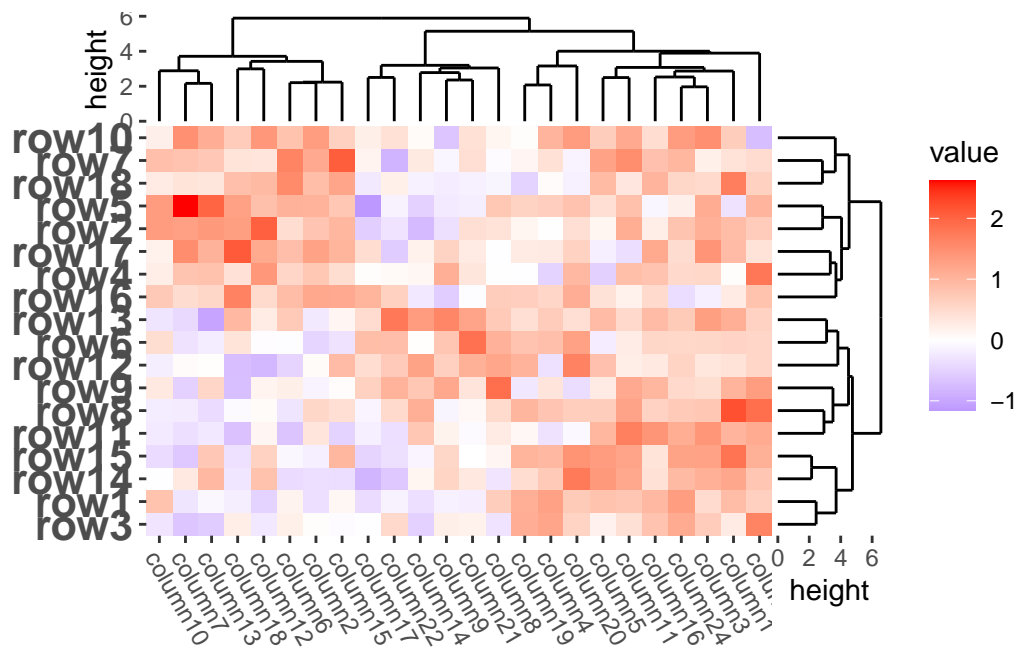 6
4
2
0
height
row10
row7
row18
row5
row2
row17
row4
row16
row13
row6
row12
row9
row8
row11
row15
row14
row1
row3
column10
column7
column13
column18
column12
column6
column2
column15
column17
column22
column14
column9
column21
column8
column19
column4
column20
column5
column11
column16
column24
column3
0 2 4 6
height
value
2
1
0
−1